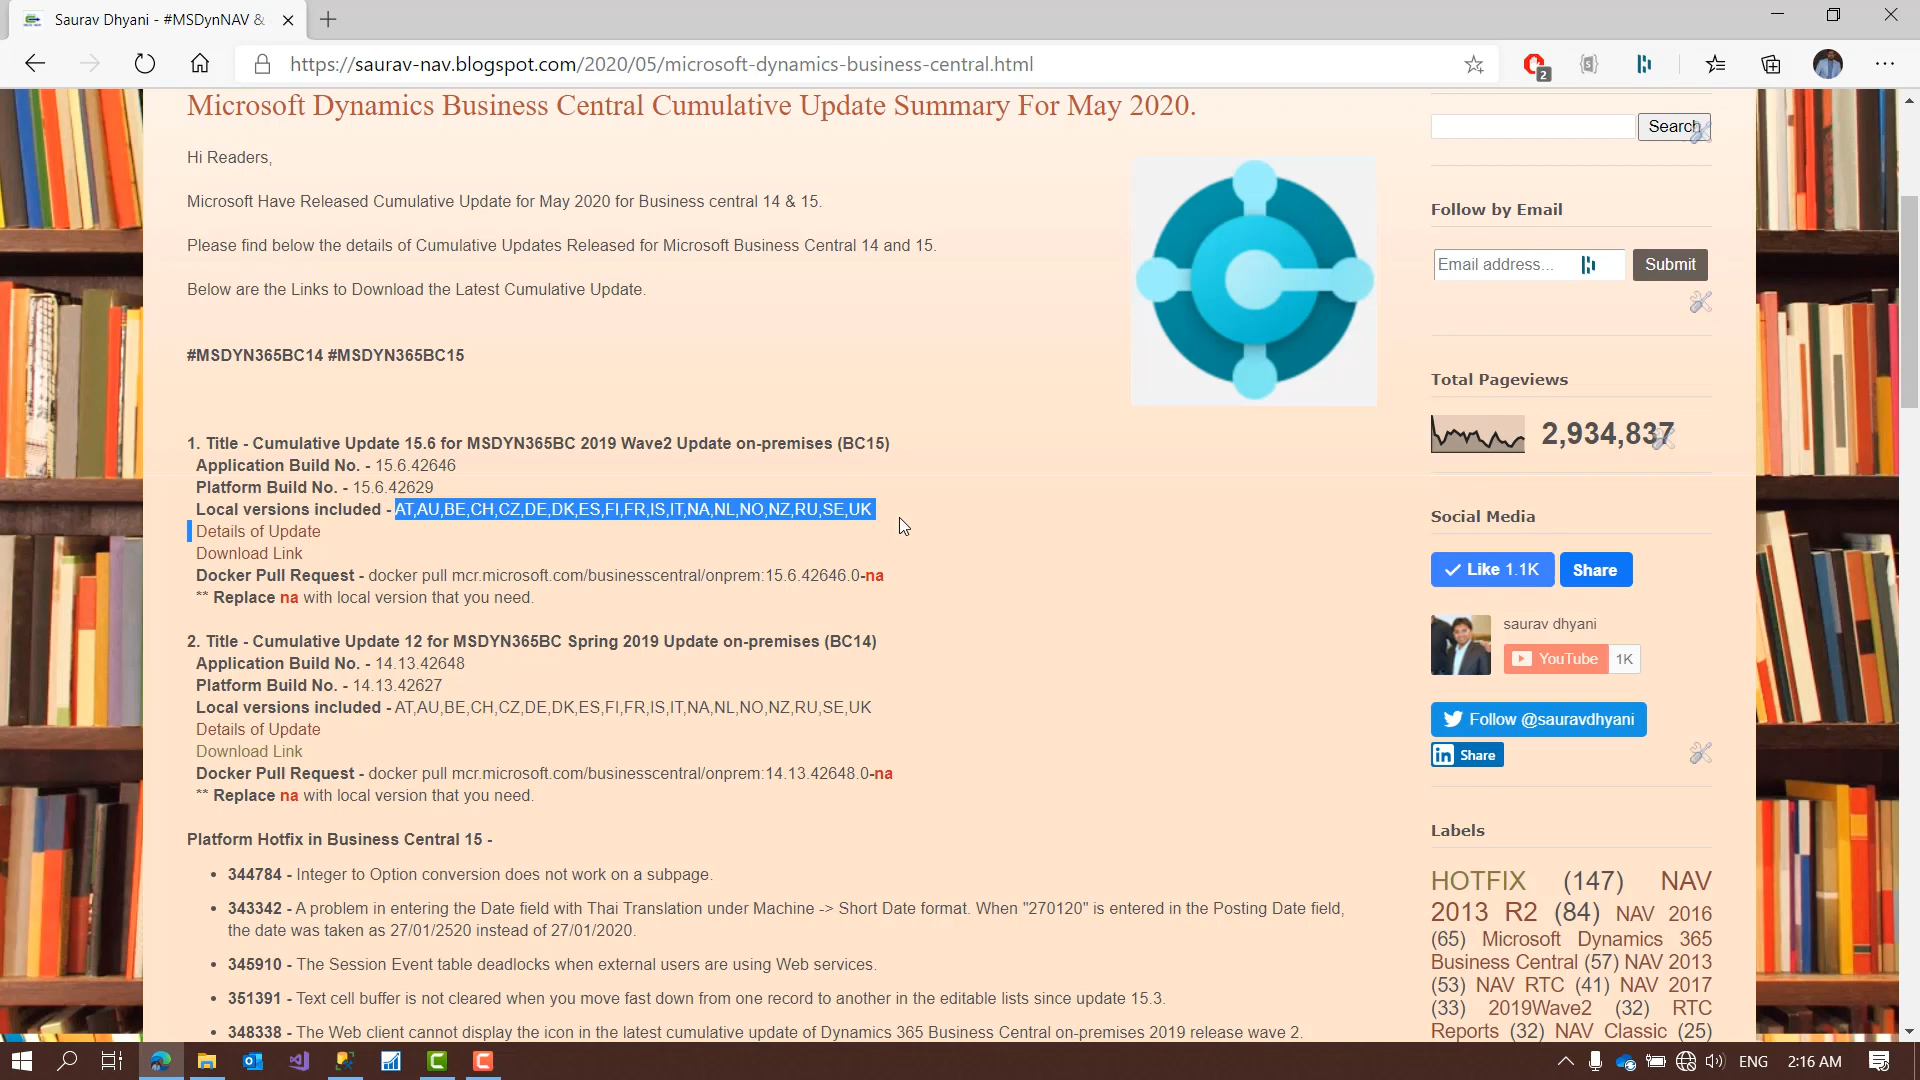 Saurav Dhyani - #MSDynNAV &
https://saurav-nav.blogspot.com/2020/05/microsoft-dynamics-business-central.html
2
Microsoft Dynamics Business Central Cumulative Update Summary For May 2020.
Hi Readers,
Microsoft Have Released Cumulative Update for May 2020 for Business central 14 & 15.
Please find below the details of Cumulative Updates Released for Microsoft Business Central 14 and 15.
Below are the Links to Download the Latest Cumulative Update.
#MSDYN365BC14 #MSDYN365BC15
1. Title - Cumulative Update 15.6 for MSDYN365BC 2019 Wave2 Update on-premises (BC15)
Application Build No. - 15.6.42646
Platform Build No. - 15.6.42629
Local versions included - AT,AU,BE,CH,CZ,DE,DK,ES,FI,FR,IS,IT,NA,NL,NO,NZ,RU,SE,UK
Details of Update
Download Link
Docker Pull Request - docker pull mcr.microsoft.com/businesscentral/onprem:15.6.42646.0-na
** Replace na with local version that you need.
2. Title - Cumulative Update 12 for MSDYN365BC Spring 2019 Update on-premises (BC14)
Application Build No. - 14.13.42648
Platform Build No. - 14.13.42627
Local versions included - AT,AU,BE,CH,CZ,DE,DK,ES,FI,FR,IS,IT,NA,NL,NO,NZ,RU,SE,UK
Details of Update
Download Link
Docker Pull Request - docker pull mcr.microsoft.com/businesscentral/onprem:14.13.42648.0-na
** Replace na with local version that you need.
Platform Hotfix in Business Central 15 -
• 344784 - Integer to Option conversion does not work on a subpage.
• 343342 - A problem in entering the Date field with Thai Translation under Machine -> Short Date format. When "270120" is entered in the Posting Date field,
the date was taken as 27/01/2520 instead of 27/01/2020.
• 345910 - The Session Event table deadlocks when external users are using Web services.
• 351391 - Text cell buffer is not cleared when you move fast down from one record to another in the editable lists since update 15.3.
• 348338 - The Web client cannot display the icon in the latest cumulative update of Dynamics 365 Business Central on-premises 2019 release wave 2.
Search
Follow by Email
Email address...
Submit
Total Pageviews
2,934,837
Social Media
Like 1.1K
Share
saurav dhyani
YouTube 1K
Follow @sauravdhyani
in Share
Labels
HOTFIX (147) NAV
2013 R2 (84) NAV 2016
(65) Microsoft Dynamics 365
Business Central (57) NAV 2013
(53) NAV RTC (41) NAV 2017
(33) 2019Wave2 (32) RTC
Reports (32) NAV Classic (25)
ENG
2:16 AM